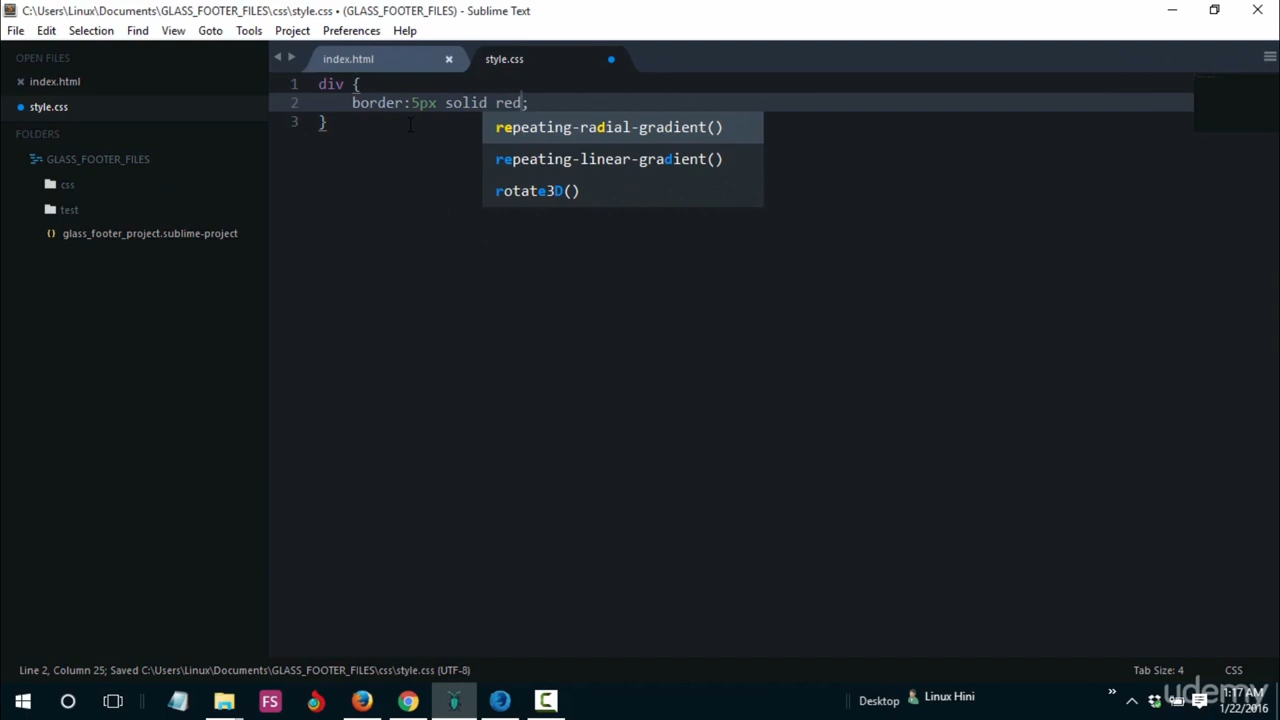 C:\Users\Linux\Documents\GLASS_FOOTER_FILES\css\style.css • (GLASS_FOOTER_FILES) - Sublime Text
File Edit Selection Find View Goto Tools Project Preferences Help
OPEN FILES
index.html
style.css
FOLDERS
GLASS_FOOTER_FILES
css
test
glass_footer_project.sublime-project
index.html
style.css
1 div {
2 border:5px solid red;
3 }
repeating-radial-gradient()
repeating-linear-gradient()
rotate3D()
Line 2, Column 25; Saved C:\Users\Linux\Documents\GLASS_FOOTER_FILES\css\style.css (UTF-8)
Tab Size: 4
CSS
FS
Desktop
Linux Hini
1:17 AM
1/22/2016
udemy